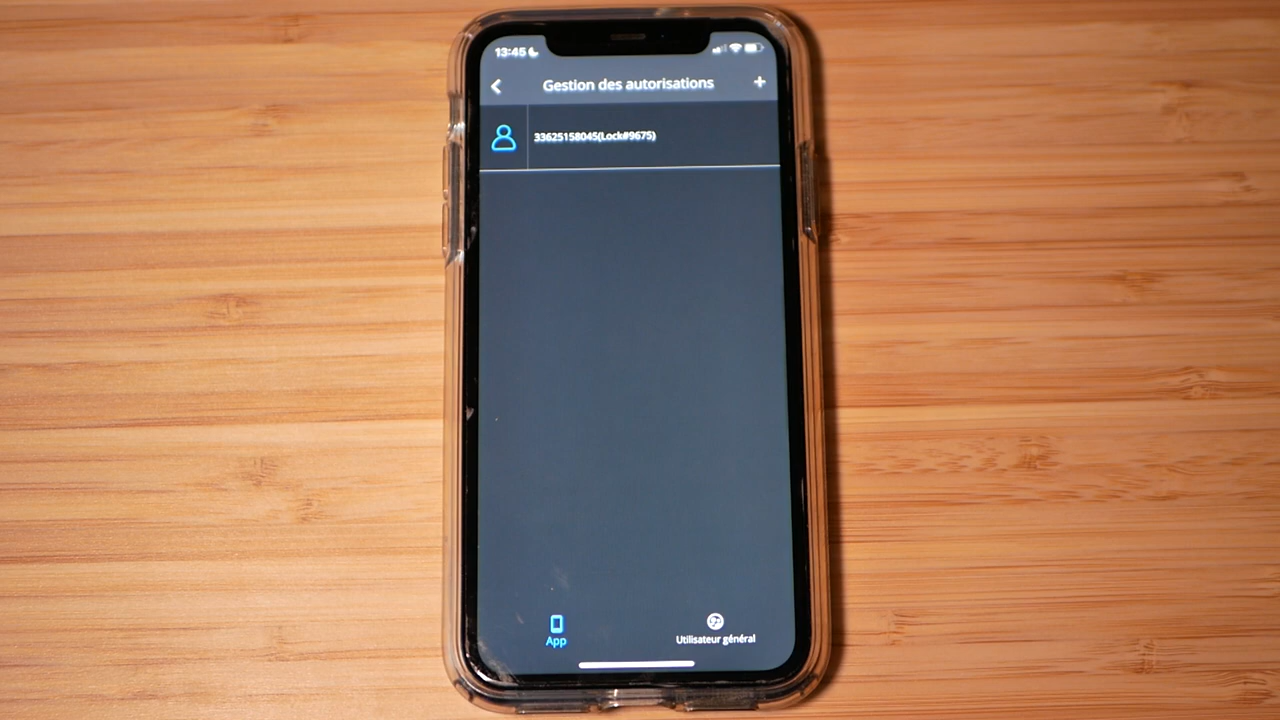 13:45
Gestion des autorisations
+
33625158045(Lock#9675)
App
Utilisateur général